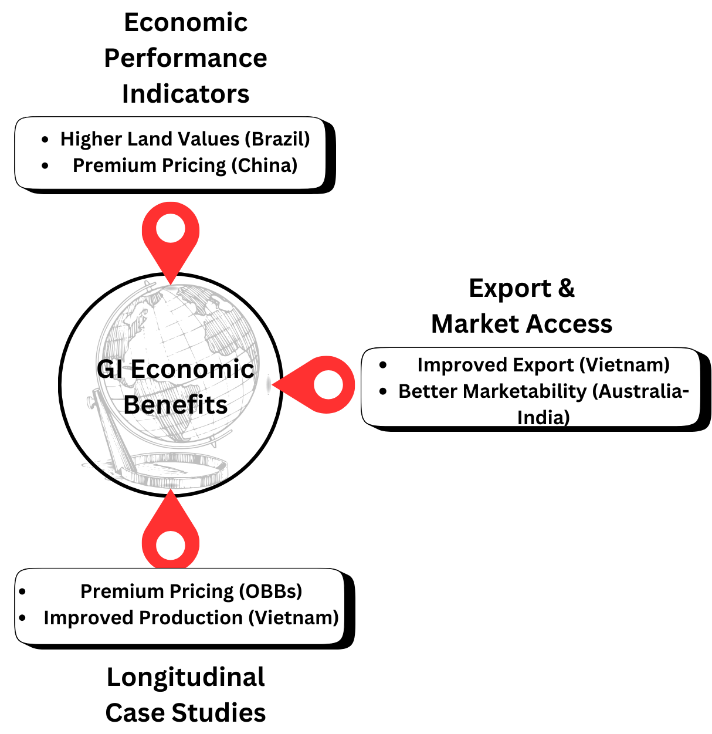 Economic
Performance
Indicators
• Higher Land Values (Brazil)
• Premium Pricing (China)
GI Economic
Benefits
Export &
Market Access
• Improved Export (Vietnam)
• Better Marketability (Australia-
India)
• Premium Pricing (OBBs)
• Improved Production (Vietnam)
Longitudinal
Case Studies